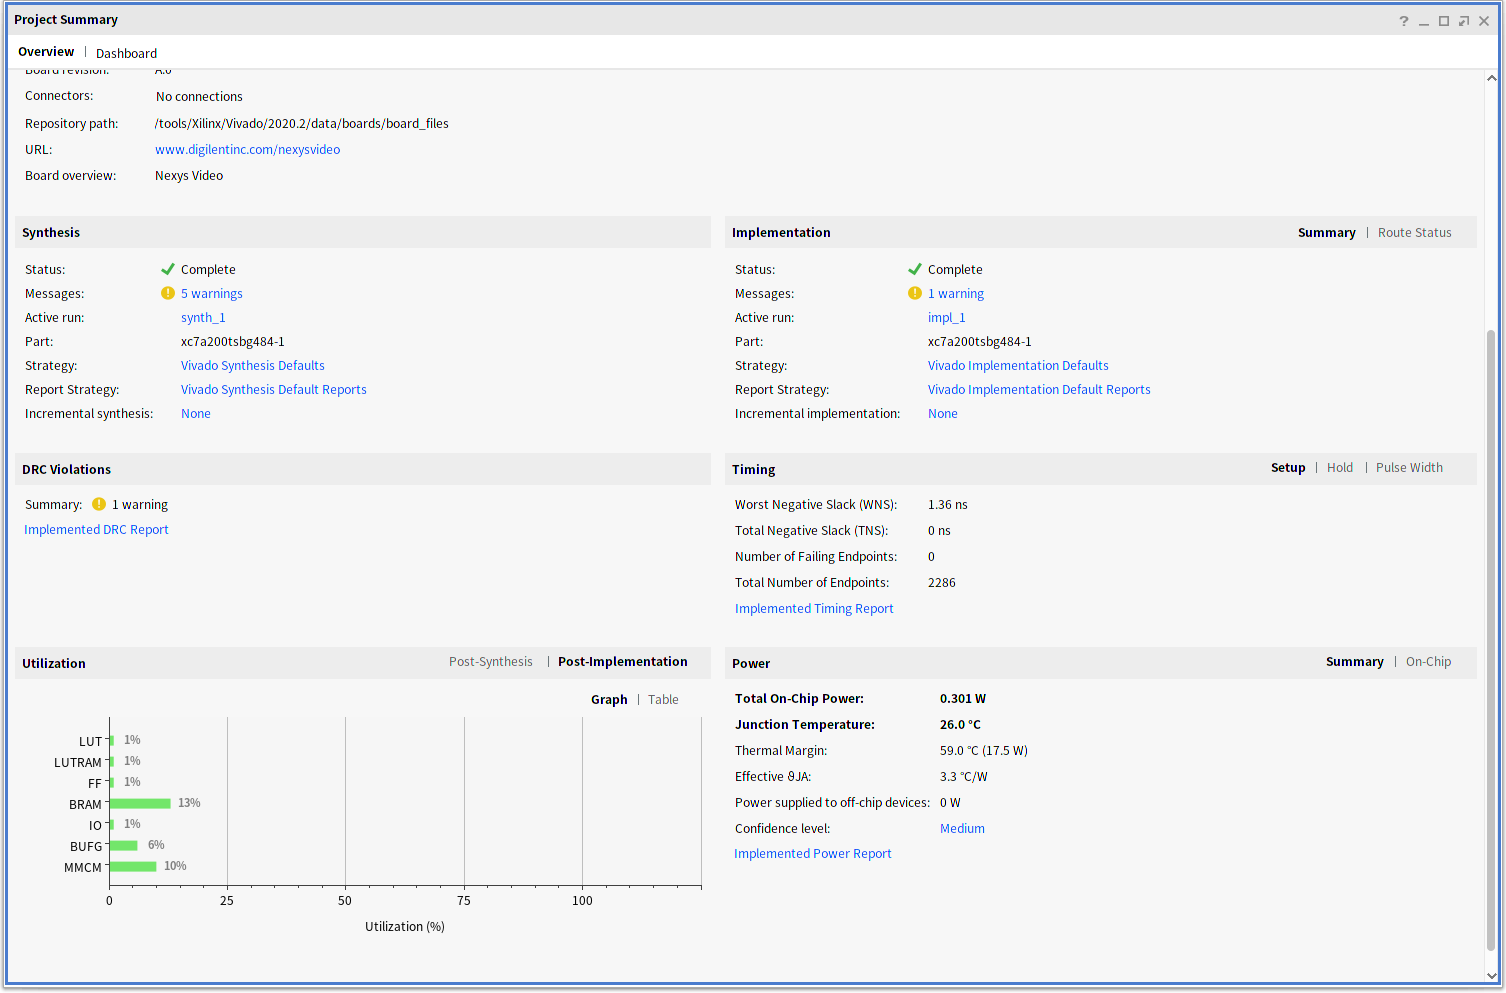 Project Summary
Overview | Dashboard
Board revision: A.0
Connectors: No connections
Repository path: /tools/Xilinx/Vivado/2020.2/data/boards/board_files
URL: www.digilentinc.com/nexysvideo
Board overview: Nexys Video
Synthesis
Status: Complete
Messages: 5 warnings
Active run: synth_1
Part: xc7a200tsbg484-1
Strategy: Vivado Synthesis Defaults
Report Strategy: Vivado Synthesis Default Reports
Incremental synthesis: None
Implementation Summary | Route Status
Status: Complete
Messages: 1 warning
Active run: impl_1
Part: xc7a200tsbg484-1
Strategy: Vivado Implementation Defaults
Report Strategy: Vivado Implementation Default Reports
Incremental implementation: None
DRC Violations
Summary: 1 warning
Implemented DRC Report
Timing Setup | Hold | Pulse Width
Worst Negative Slack (WNS): 1.36 ns
Total Negative Slack (TNS): 0 ns
Number of Failing Endpoints: 0
Total Number of Endpoints: 2286
Implemented Timing Report
Utilization Post-Synthesis | Post-Implementation
Graph | Table
LUT 1%
LUTRAM 1%
FF 1%
BRAM 13%
IO 1%
BUFG 6%
MMCM 10%
0 25 50 75 100
Utilization (%)
Power Summary | On-Chip
Total On-Chip Power: 0.301 W
Junction Temperature: 26.0 °C
Thermal Margin: 59.0 °C (17.5 W)
Effective ϑJA: 3.3 °C/W
Power supplied to off-chip devices: 0 W
Confidence level: Medium
Implemented Power Report